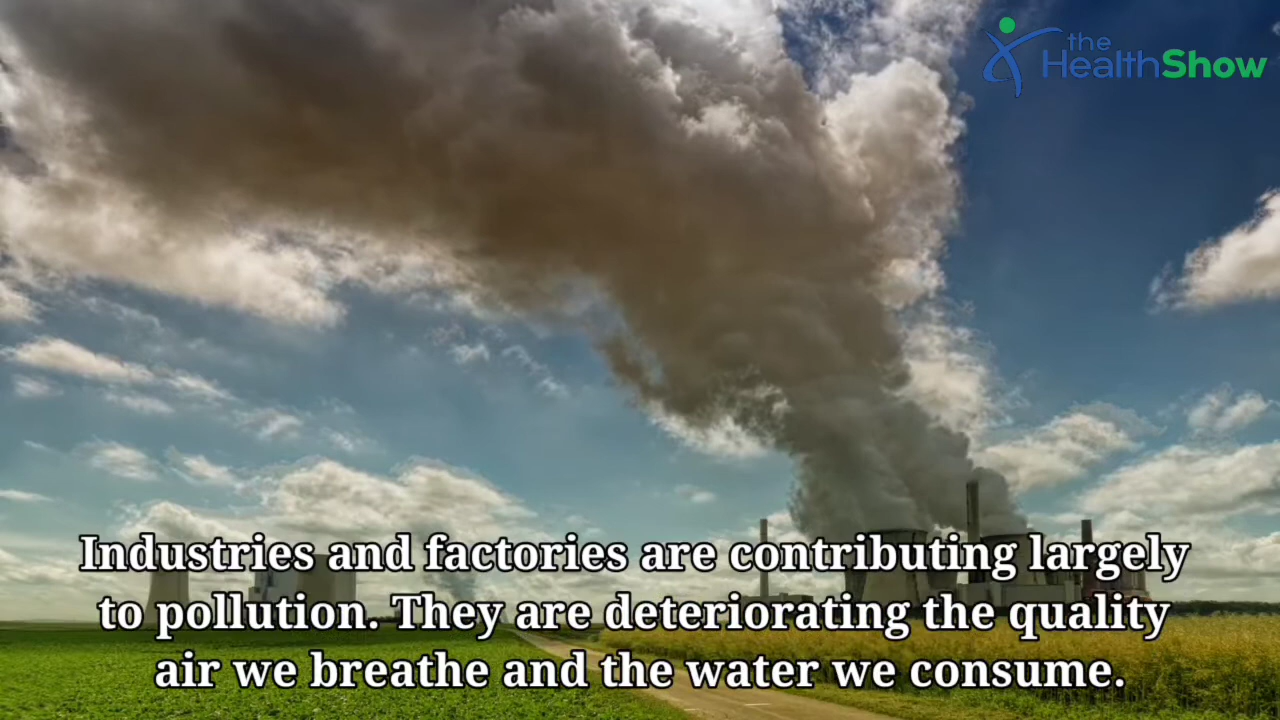 the
HealthShow
Industries and factories are contributing largely
to pollution. They are deteriorating the quality
air we breathe and the water we consume.